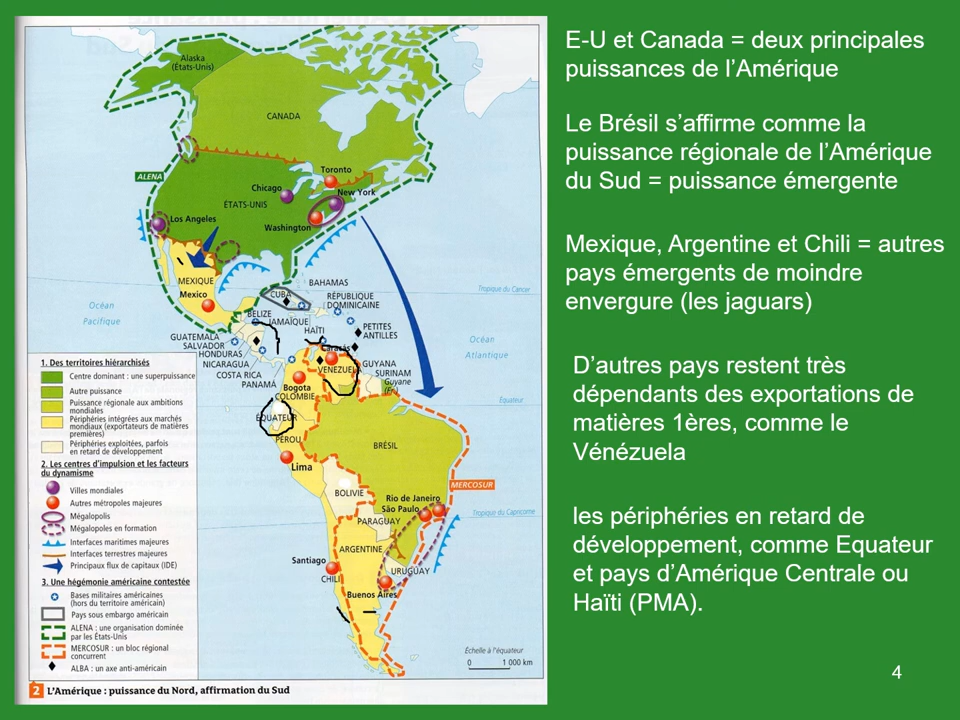 Alaska
(États-Unis)
CANADA
ALENA
Toronto
Chicago
New York
ÉTATS-UNIS
Los Angeles
Washington
MEXIQUE
Mexico
BAHAMAS
Tropique du Cancer
CUBA
RÉPUBLIQUE
DOMINICAINE
Océan
Pacifique
BELIZE
JAMAÏQUE
HAÏTI
PETITES
ANTILLES
GUATEMALA
SALVADOR
HONDURAS
NICARAGUA
COSTA RICA
PANAMÁ
Caracas
VENEZUELA
GUYANA
SURINAM
Guyane
(Fr.)
Océan
Atlantique
Bogota
COLOMBIE
Équateur
ÉQUATEUR
PÉROU
Lima
BRÉSIL
BOLIVIE
MERCOSUR
Rio de Janeiro
São Paulo
Tropique du Capricorne
PARAGUAY
ARGENTINE
Santiago
CHILI
URUGUAY
Buenos Aires
Échelle à l'équateur
0 1 000 km
1. Des territoires hiérarchisés
Centre dominant : une superpuissance
Autre puissance
Puissance régionale aux ambitions
mondiales
Périphéries intégrées aux marchés
mondiaux (exportateurs de matières
premières)
Périphéries exploitées, parfois
en retard de développement
2. Les centres d'impulsion et les facteurs
du dynamisme
Villes mondiales
Autres métropoles majeures
Mégalopolis
Mégalopoles en formation
Interfaces maritimes majeures
Interfaces terrestres majeures
Principaux flux de capitaux (IDE)
3. Une hégémonie américaine contestée
Bases militaires américaines
(hors du territoire américain)
Pays sous embargo américain
ALENA : une organisation dominée
par les États-Unis
MERCOSUR : un bloc régional
concurrent
ALBA : un axe anti-américain
2 L'Amérique : puissance du Nord, affirmation du Sud
E-U et Canada = deux principales
puissances de l'Amérique
Le Brésil s'affirme comme la
puissance régionale de l'Amérique
du Sud = puissance émergente
Mexique, Argentine et Chili = autres
pays émergents de moindre
envergure (les jaguars)
D'autres pays restent très
dépendants des exportations de
matières 1ères, comme le
Vénézuela
les périphéries en retard de
développement, comme Equateur
et pays d'Amérique Centrale ou
Haïti (PMA).
4